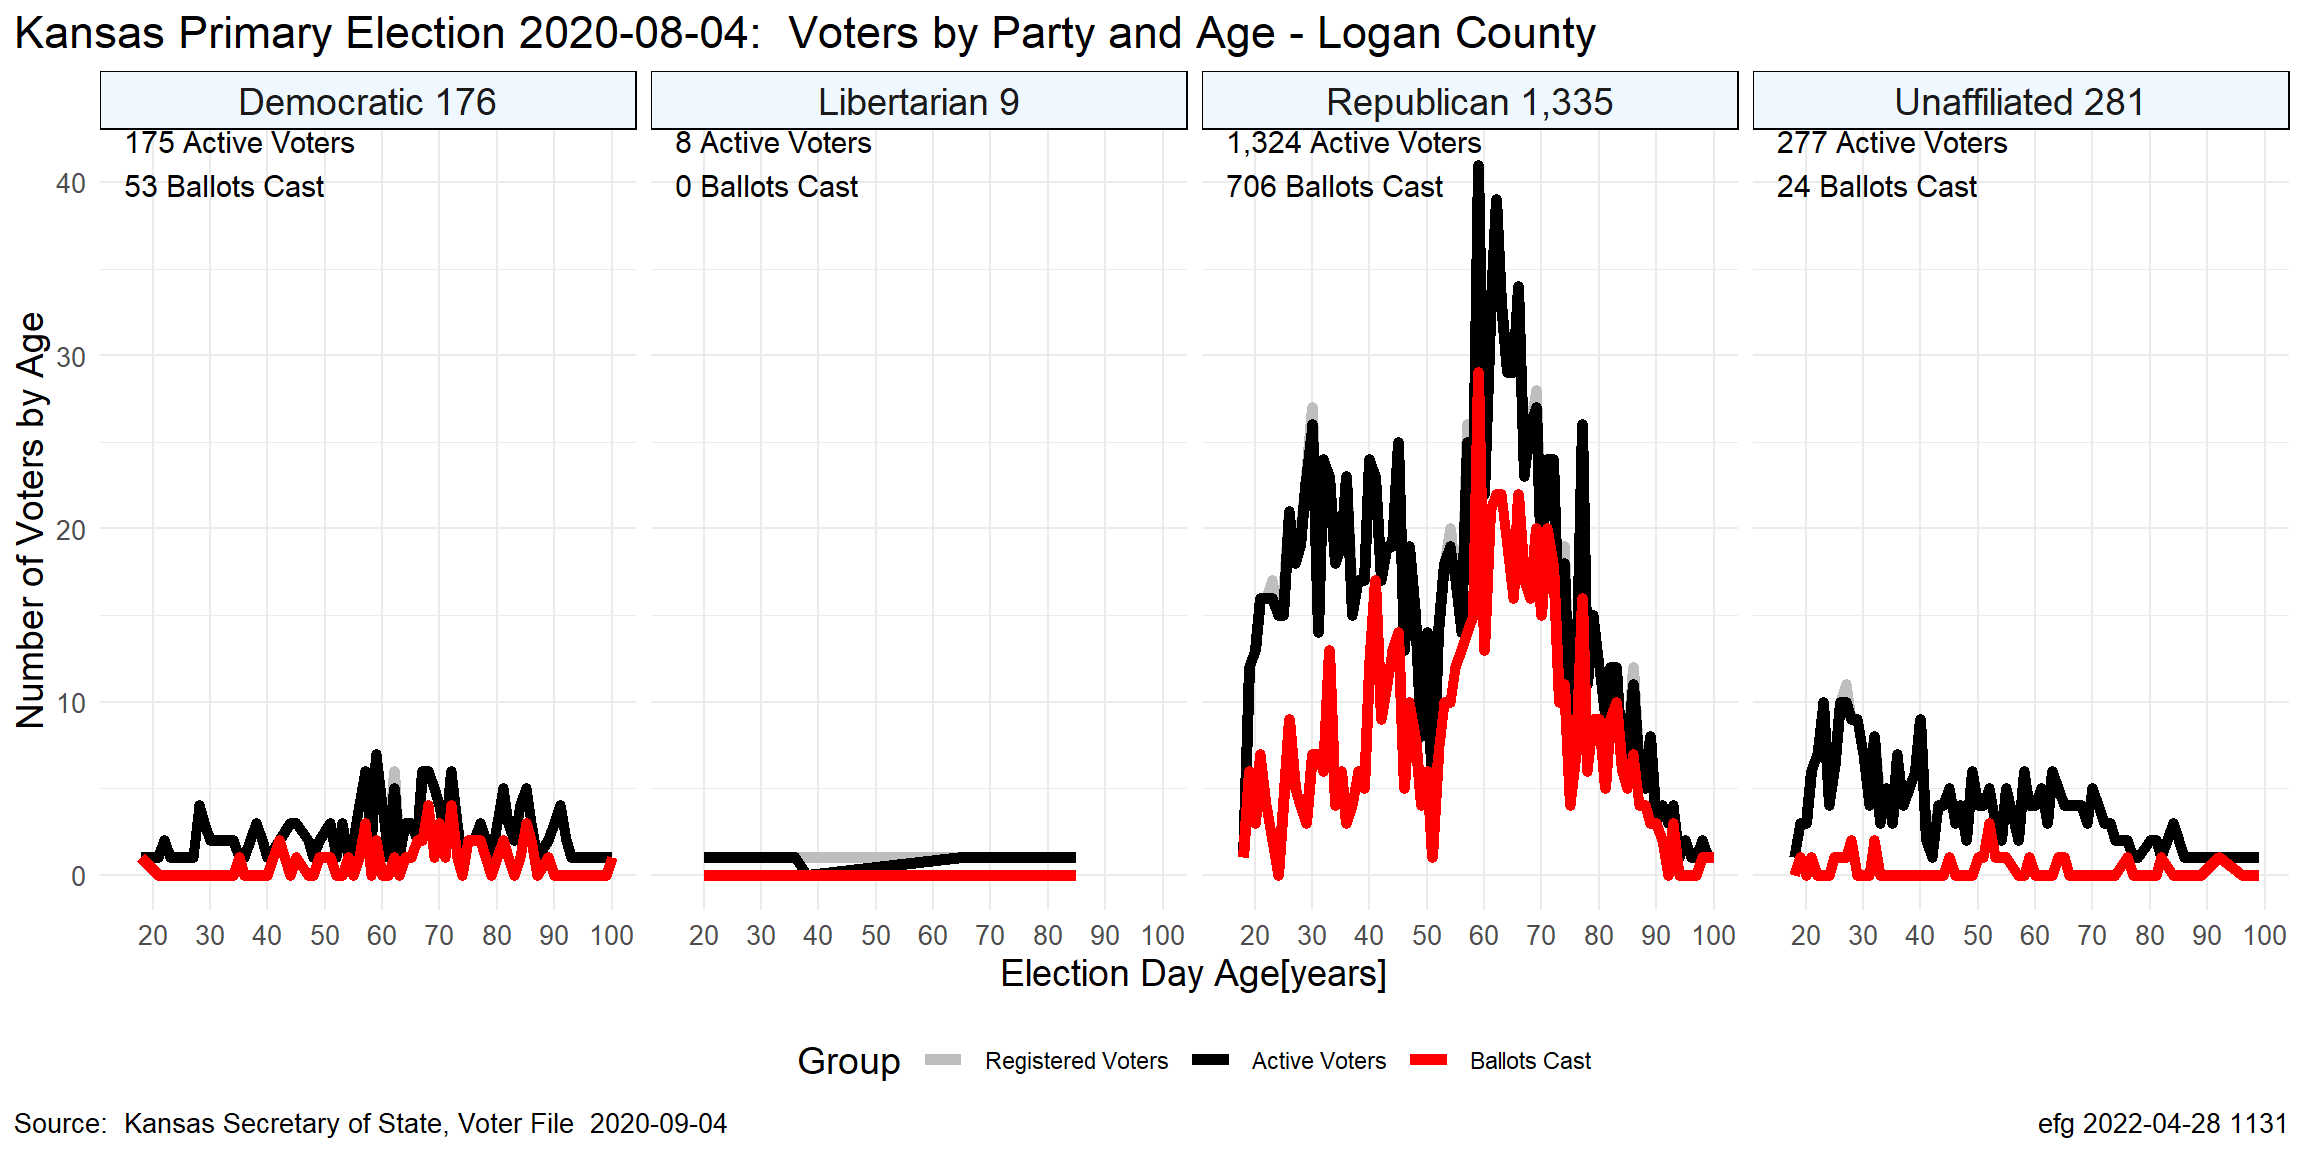 Kansas Primary Election 2020-08-04:  Voters by Party and Age - Logan County
Democratic 176
Libertarian 9
Republican 1,335
Unaffiliated 281
175 Active Voters
53 Ballots Cast
8 Active Voters
0 Ballots Cast
1,324 Active Voters
706 Ballots Cast
277 Active Voters
24 Ballots Cast
Number of Voters by Age
40
30
20
10
0
20 30 40 50 60 70 80 90 100
20 30 40 50 60 70 80 90 100
20 30 40 50 60 70 80 90 100
20 30 40 50 60 70 80 90 100
Election Day Age[years]
Group Registered Voters Active Voters Ballots Cast
Source:  Kansas Secretary of State, Voter File  2020-09-04
efg 2022-04-28 1131